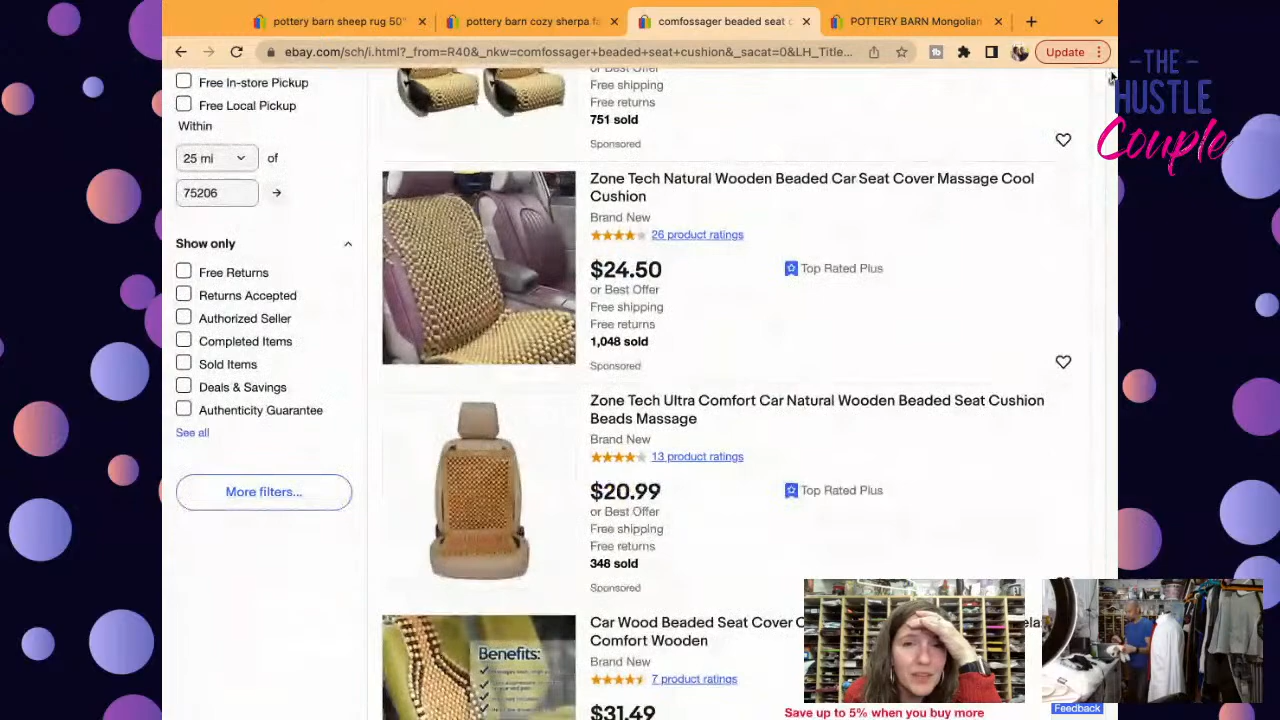 pottery barn sheep rug 50"
pottery barn cozy sherpa fa
comfossager beaded seat c
POTTERY BARN Mongolian
ebay.com/sch/i.html?_from=R40&_nkw=comfossager+beaded+seat+cushion&_sacat=0&LH_Title...
Update
THE
HUSTLE
Couple
Free In-store Pickup
Free Local Pickup
Within
25 mi
of
75206
Show only
Free Returns
Returns Accepted
Authorized Seller
Completed Items
Sold Items
Deals & Savings
Authenticity Guarantee
See all
More filters...
or Best Offer
Free shipping
Free returns
751 sold
Sponsored
Zone Tech Natural Wooden Beaded Car Seat Cover Massage Cool
Cushion
Brand New
26 product ratings
$24.50
Top Rated Plus
or Best Offer
Free shipping
Free returns
1,048 sold
Sponsored
Zone Tech Ultra Comfort Car Natural Wooden Beaded Seat Cushion
Beads Massage
Brand New
13 product ratings
$20.99
Top Rated Plus
or Best Offer
Free shipping
Free returns
348 sold
Sponsored
Benefits:
Car Wood Beaded Seat Cover
Comfort Wooden
Brand New
7 product ratings
$31.49
Save up to 5% when you buy more
Feedback